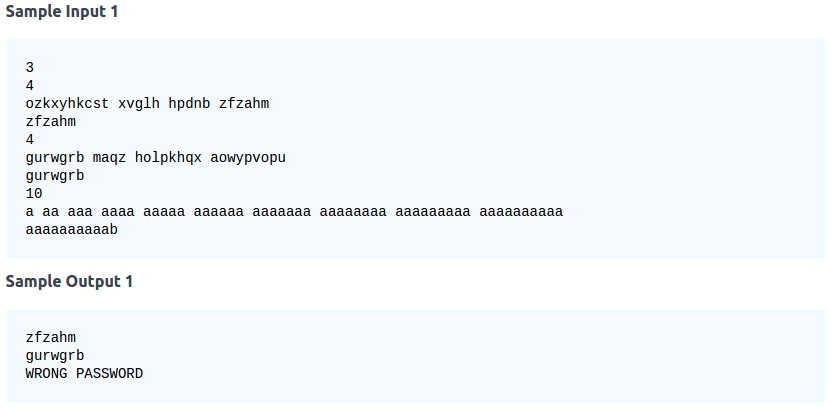 Sample Input 1
3
4
ozkxyhkcst xvglh hpdnb zfzahm
zfzahm
4
gurwgrb maqz holpkhqx aowypvopu
gurwgrb
10
a aa aaa aaaa aaaaa aaaaaa aaaaaaa aaaaaaaa aaaaaaaaa aaaaaaaaaa
aaaaaaaaaab
Sample Output 1
zfzahm
gurwgrb
WRONG PASSWORD